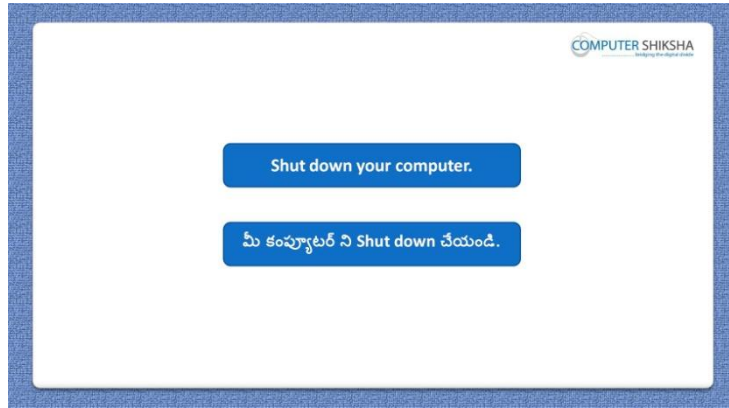 COMPUTER SHIKSHA
bridging the digital divide
Shut down your computer.
మీ కంప్యూటర్ ని Shut down చేయండి.